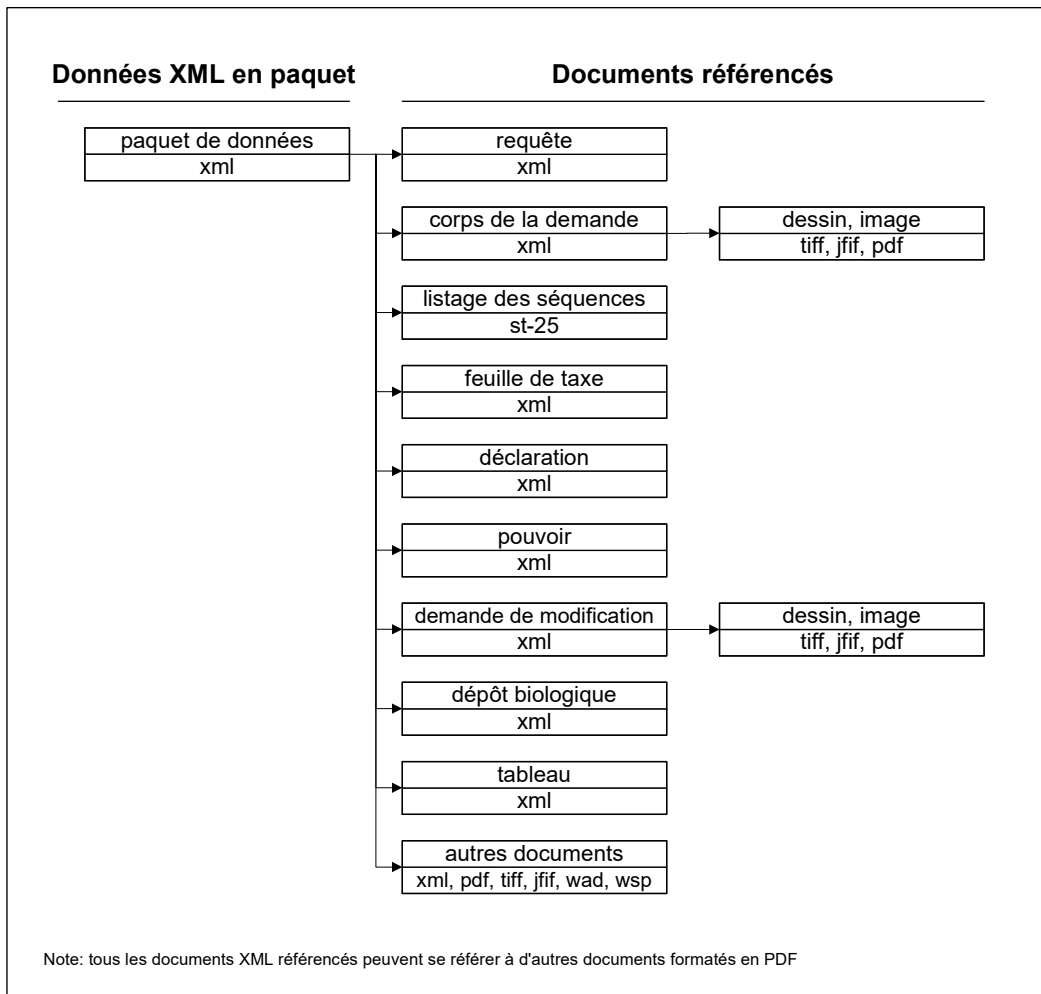 Données XML en paquet
Documents référencés
paquet de données
xml
requête
xml
corps de la demande
xml
dessin, image
tiff, jfif, pdf
listage des séquences
st-25
feuille de taxe
xml
déclaration
xml
pouvoir
xml
demande de modification
xml
dessin, image
tiff, jfif, pdf
dépôt biologique
xml
tableau
xml
autres documents
xml, pdf, tiff, jfif, wad, wsp
Note: tous les documents XML référencés peuvent se référer à d'autres documents formatés en PDF